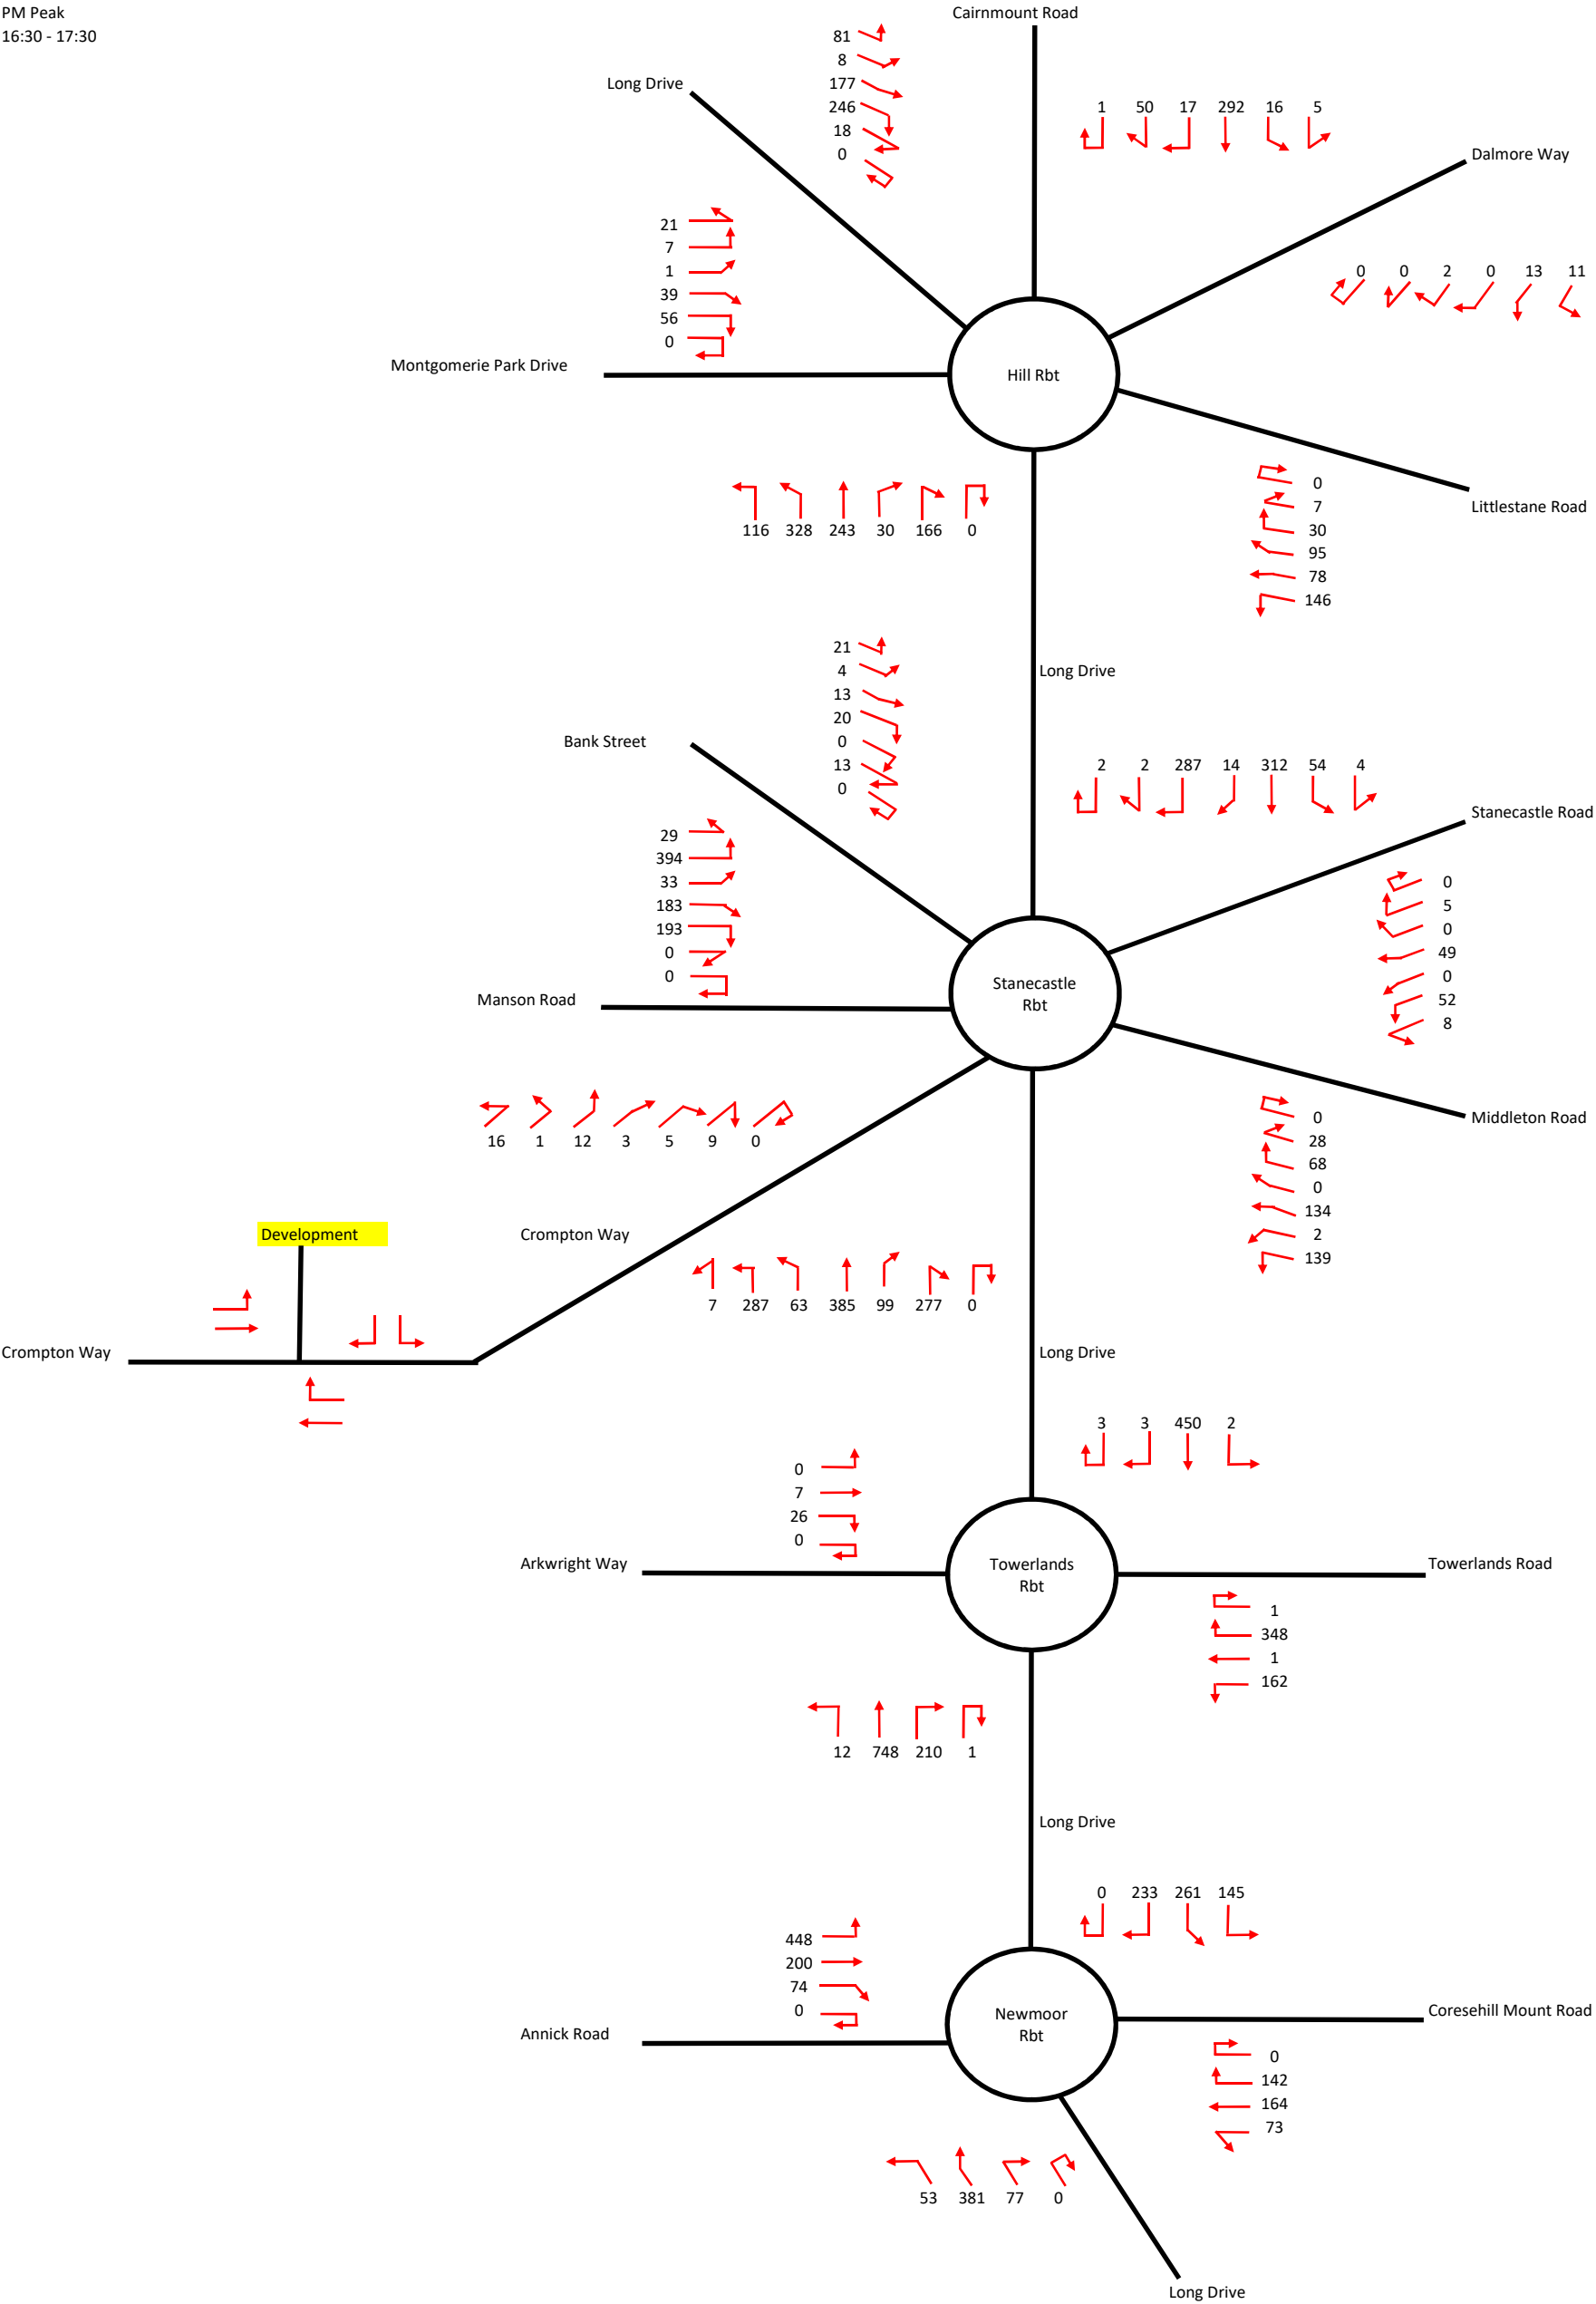 PM Peak
16:30 - 17:30
Cairnmount Road
81
8
177
246
18
0
Long Drive
1 50 17 292 16 5
Dalmore Way
21
7
1
39
56
0
0 0 2 0 13 11
Montgomerie Park Drive
Hill Rbt
116 328 243 30 166 0
0
7
30
95
78
146
Littlestane Road
Long Drive
21
4
13
20
0
13
0
Bank Street
2 2 287 14 312 54 4
Stanecastle Road
29
394
33
183
193
0
0
0
5
0
49
0
52
8
Manson Road
Stanecastle
Rbt
16 1 12 3 5 9 0
0
28
68
0
134
2
139
Middleton Road
Development
Crompton Way
7 287 63 385 99 277 0
Crompton Way
Long Drive
3 3 450 2
0
7
26
0
Arkwright Way
Towerlands
Rbt
Towerlands Road
1
348
1
162
12 748 210 1
Long Drive
0 233 261 145
448
200
74
0
Annick Road
Newmoor
Rbt
Coresehill Mount Road
0
142
164
73
53 381 77 0
Long Drive